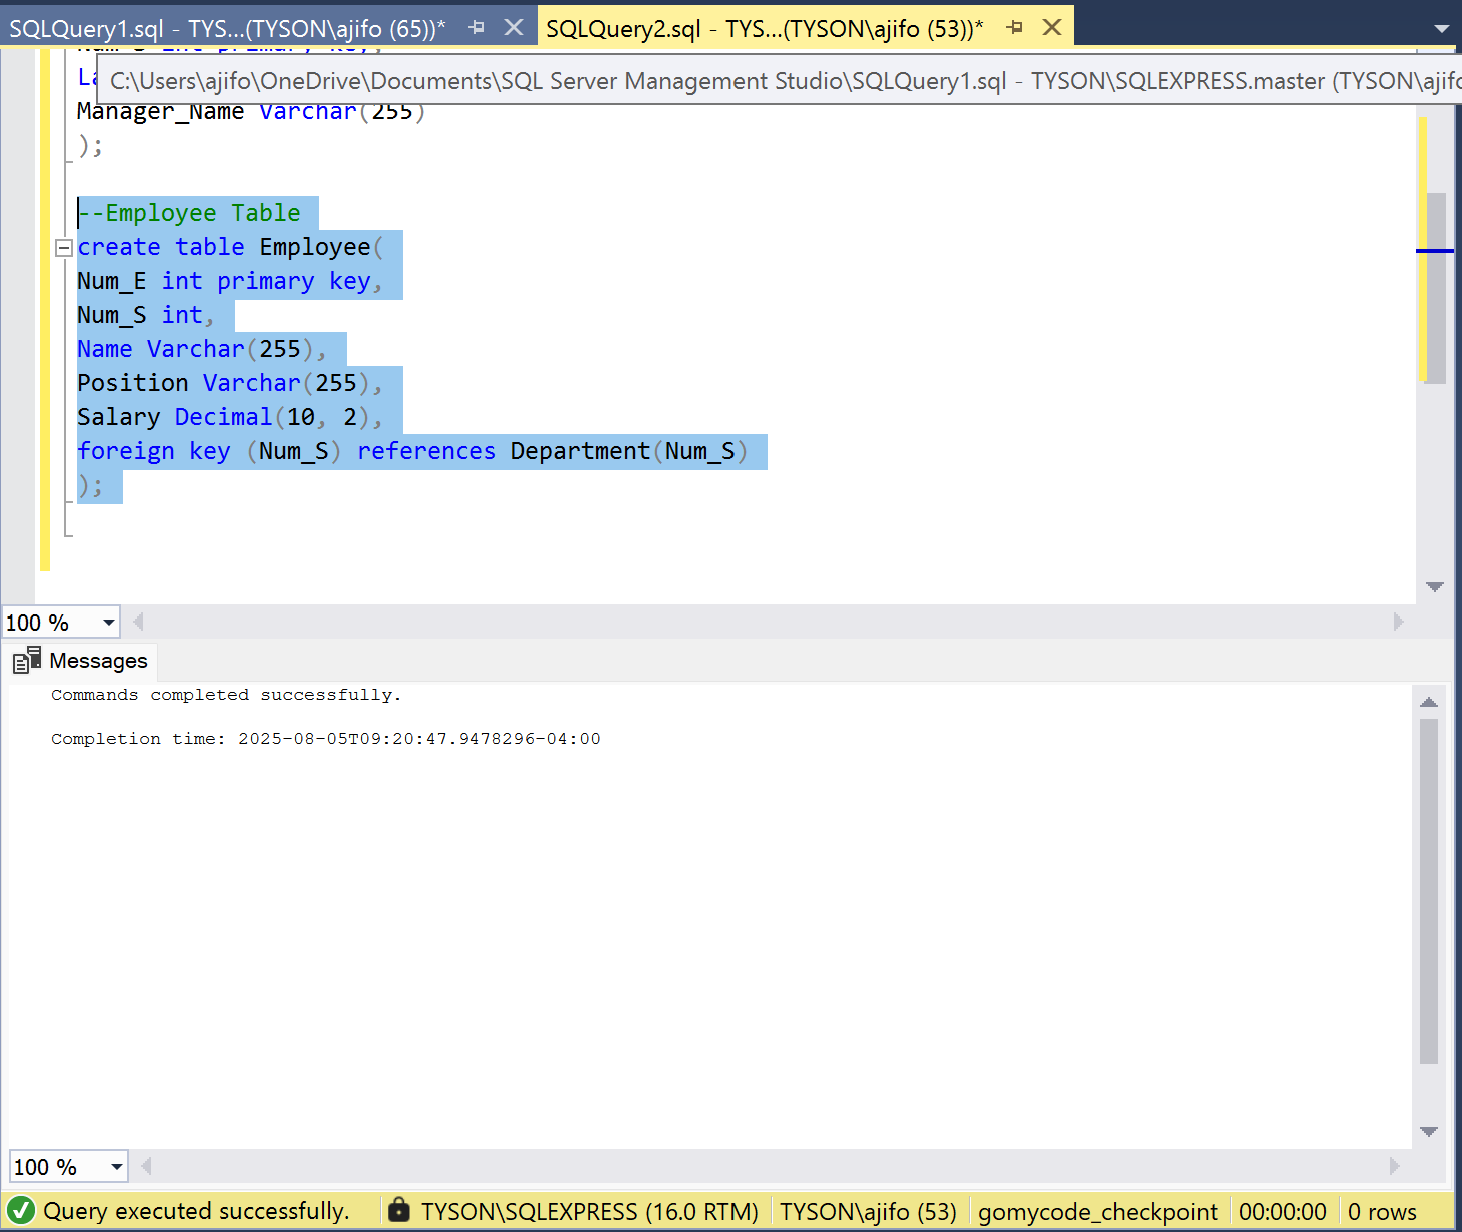 SQLQuery1.sql - TYS...(TYSON\ajifo (65))*
SQLQuery2.sql - TYS...(TYSON\ajifo (53))*
C:\Users\ajifo\OneDrive\Documents\SQL Server Management Studio\SQLQuery1.sql - TYSON\SQLEXPRESS.master (TYSON\ajifo
Manager_Name Varchar(255)
);
--Employee Table
create table Employee(
Num_E int primary key,
Num_S int,
Name Varchar(255),
Position Varchar(255),
Salary Decimal(10, 2),
foreign key (Num_S) references Department(Num_S)
);
100 %
Messages
Commands completed successfully.
Completion time: 2025-08-05T09:20:47.9478296-04:00
100 %
Query executed successfully.
TYSON\SQLEXPRESS (16.0 RTM)
TYSON\ajifo (53)
gomycode_checkpoint
00:00:00
0 rows